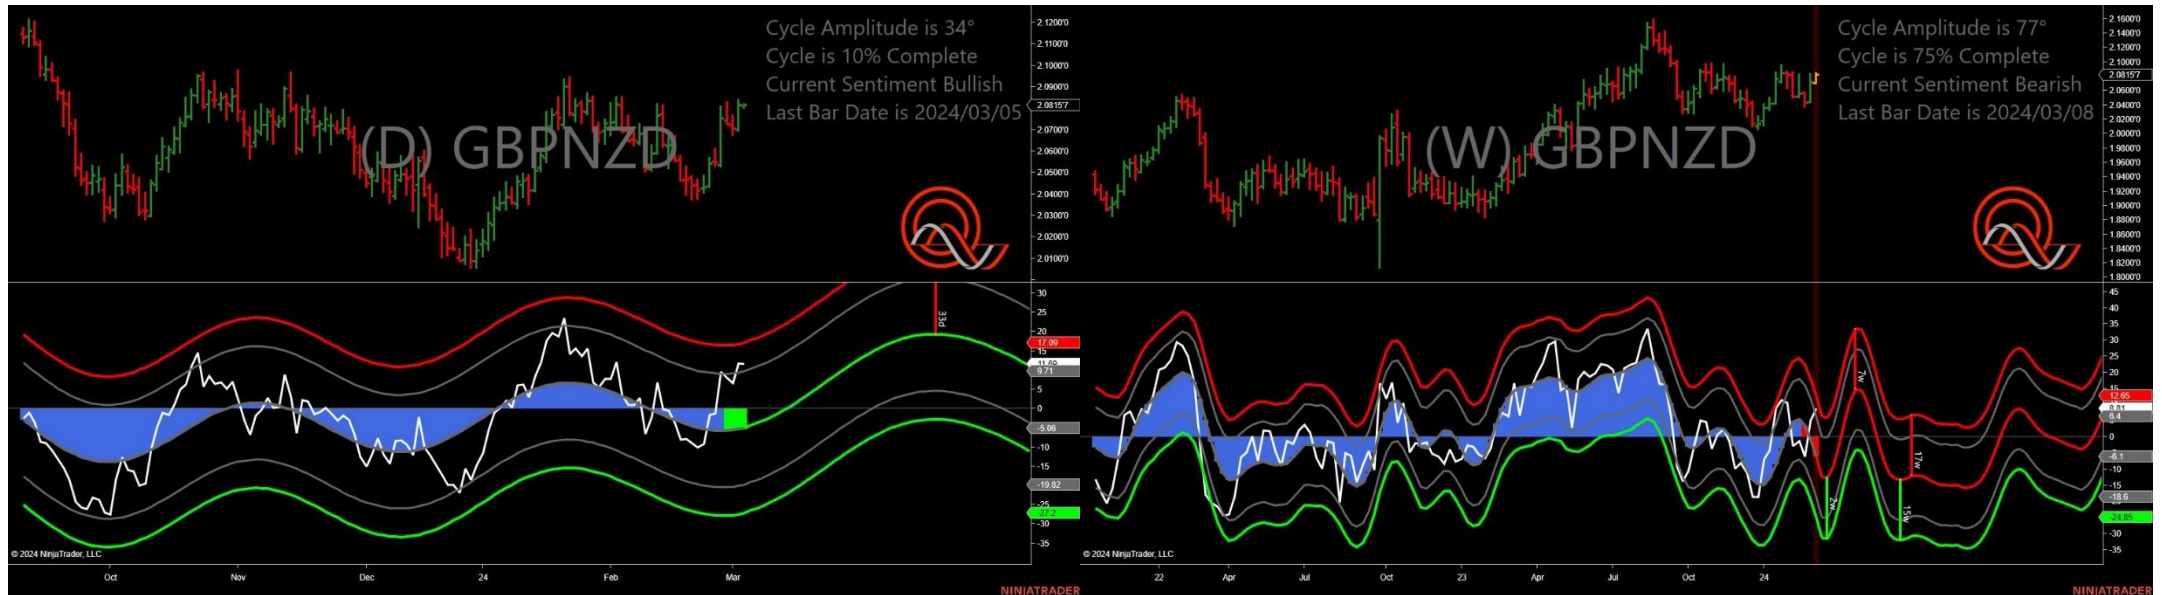 Cycle Amplitude is 34°
Cycle is 10% Complete
Current Sentiment Bullish
Last Bar Date is 2024/03/05
(D) GBPNZD
2.1200'0
2.1100'0
2.1000'0
2.0900'0
2.0815'7
2.0700'0
2.0600'0
2.0500'0
2.0400'0
2.0300'0
2.0200'0
2.0100'0
33d
30
25
20
17.09
15
11.69
9.71
5
0
-5.06
-10
-15
-19.82
-25
-27.2
-30
-35
© 2024 NinjaTrader, LLC
Oct
Nov
Dec
24
Feb
Mar
NINJATRADER
Cycle Amplitude is 77°
Cycle is 75% Complete
Current Sentiment Bearish
Last Bar Date is 2024/03/08
(W) GBPNZD
2.1600'0
2.1400'0
2.1200'0
2.1000'0
2.0815'7
2.0600'0
2.0400'0
2.0200'0
2.0000'0
1.9800'0
1.9600'0
1.9400'0
1.9200'0
1.9000'0
1.8800'0
1.8600'0
1.8400'0
1.8200'0
1.8000'0
7w
17w
2w
15w
45
35
30
25
20
15
12.65
8.81
6.4
0
-6.1
-10
-15
-18.6
-24.85
-30
-35
© 2024 NinjaTrader, LLC
22
Apr
Jul
Oct
23
Apr
Jul
Oct
24
NINJATRADER